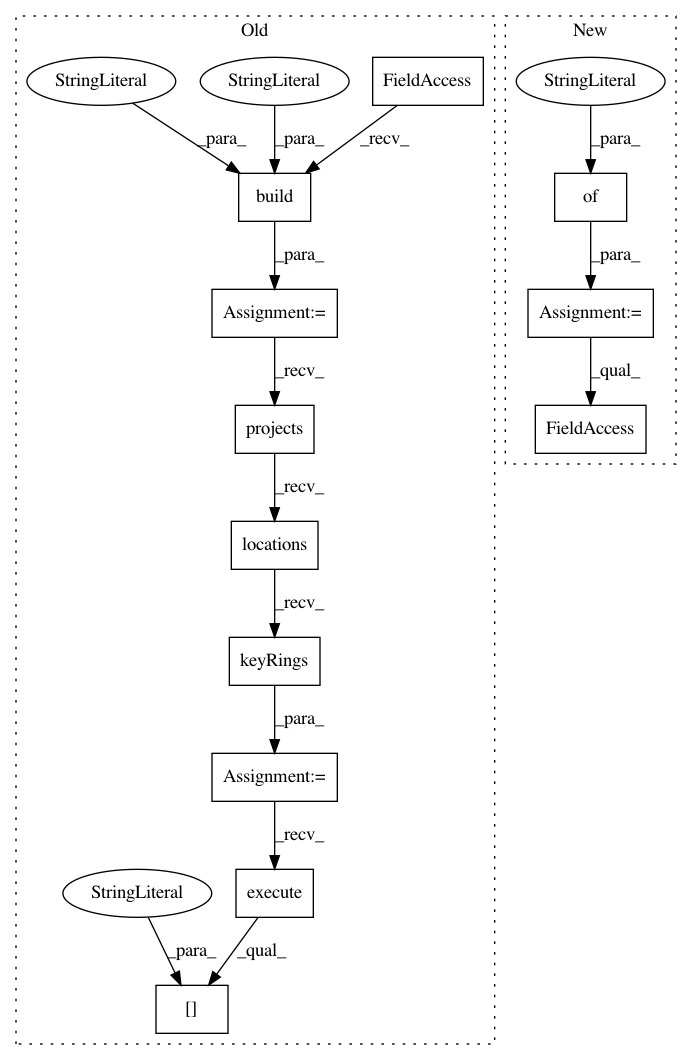 Old
New
StringLiteral
StringLiteral
FieldAccess
StringLiteral
_para_
_para_
_recv_
_para_
build
of
_para_
_para_
Assignment:=
Assignment:=
_recv_
_qual_
projects
FieldAccess
_recv_
locations
_recv_
keyRings
_para_
Assignment:=
_recv_
StringLiteral
execute
_para_
_qual_
[]